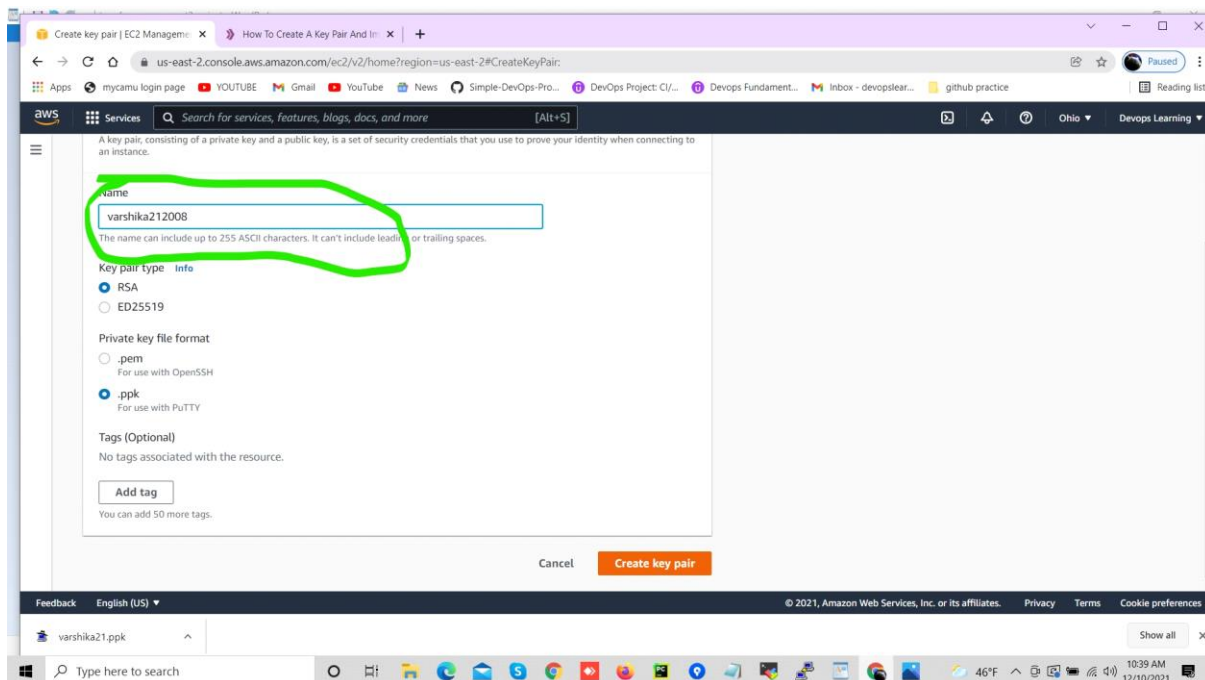 Create key pair | EC2 Manageme
How To Create A Key Pair And In
us-east-2.console.aws.amazon.com/ec2/v2/home?region=us-east-2#CreateKeyPair:
Paused
Apps mycamu login page YOUTUBE Gmail YouTube News Simple-DevOps-Pro... DevOps Project: CI/... Devops Fundament... Inbox - devopslear... github practice Reading list
aws Services Search for services, features, blogs, docs, and more [Alt+S] Ohio ▼ Devops Learning ▼
A key pair, consisting of a private key and a public key, is a set of security credentials that you use to prove your identity when connecting to
an instance.
Name
varshika212008
The name can include up to 255 ASCII characters. It can't include leading or trailing spaces.
Key pair type Info
RSA
ED25519
Private key file format
.pem
For use with OpenSSH
.ppk
For use with PuTTY
Tags (Optional)
No tags associated with the resource.
Add tag
You can add 50 more tags.
Cancel Create key pair
Feedback English (US) ▼ © 2021, Amazon Web Services, Inc. or its affiliates. Privacy Terms Cookie preferences
varshika21.ppk Show all
Type here to search 46°F 10:39 AM
12/10/2021